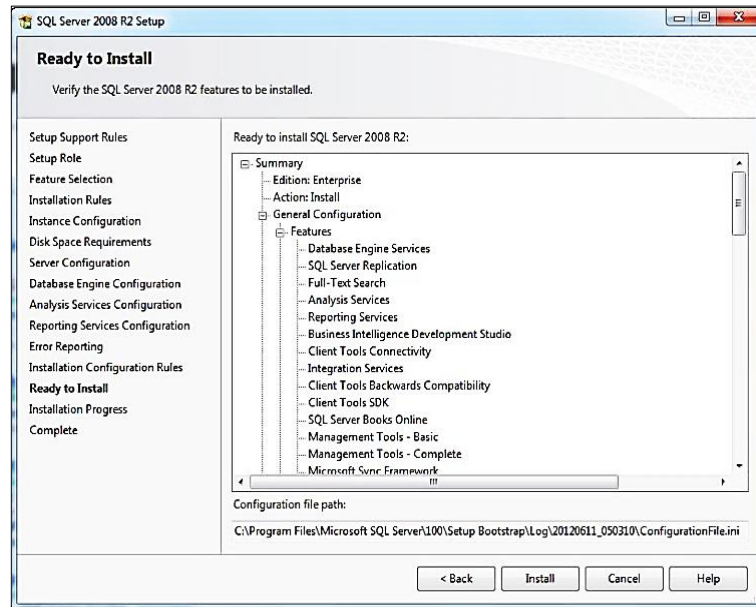 SQL Server 2008 R2 Setup
Ready to Install
Verify the SQL Server 2008 R2 features to be installed.
Setup Support Rules
Setup Role
Feature Selection
Installation Rules
Instance Configuration
Disk Space Requirements
Server Configuration
Database Engine Configuration
Analysis Services Configuration
Reporting Services Configuration
Error Reporting
Installation Configuration Rules
Ready to Install
Installation Progress
Complete
Ready to install SQL Server 2008 R2:
Summary
Edition: Enterprise
Action: Install
General Configuration
Features
Database Engine Services
SQL Server Replication
Full-Text Search
Analysis Services
Reporting Services
Business Intelligence Development Studio
Client Tools Connectivity
Integration Services
Client Tools Backwards Compatibility
Client Tools SDK
SQL Server Books Online
Management Tools - Basic
Management Tools - Complete
Microsoft Sync Framework
Configuration file path:
C:\Program Files\Microsoft SQL Server\100\Setup Bootstrap\Log\20120611_050310\ConfigurationFile.ini
< Back
Install
Cancel
Help